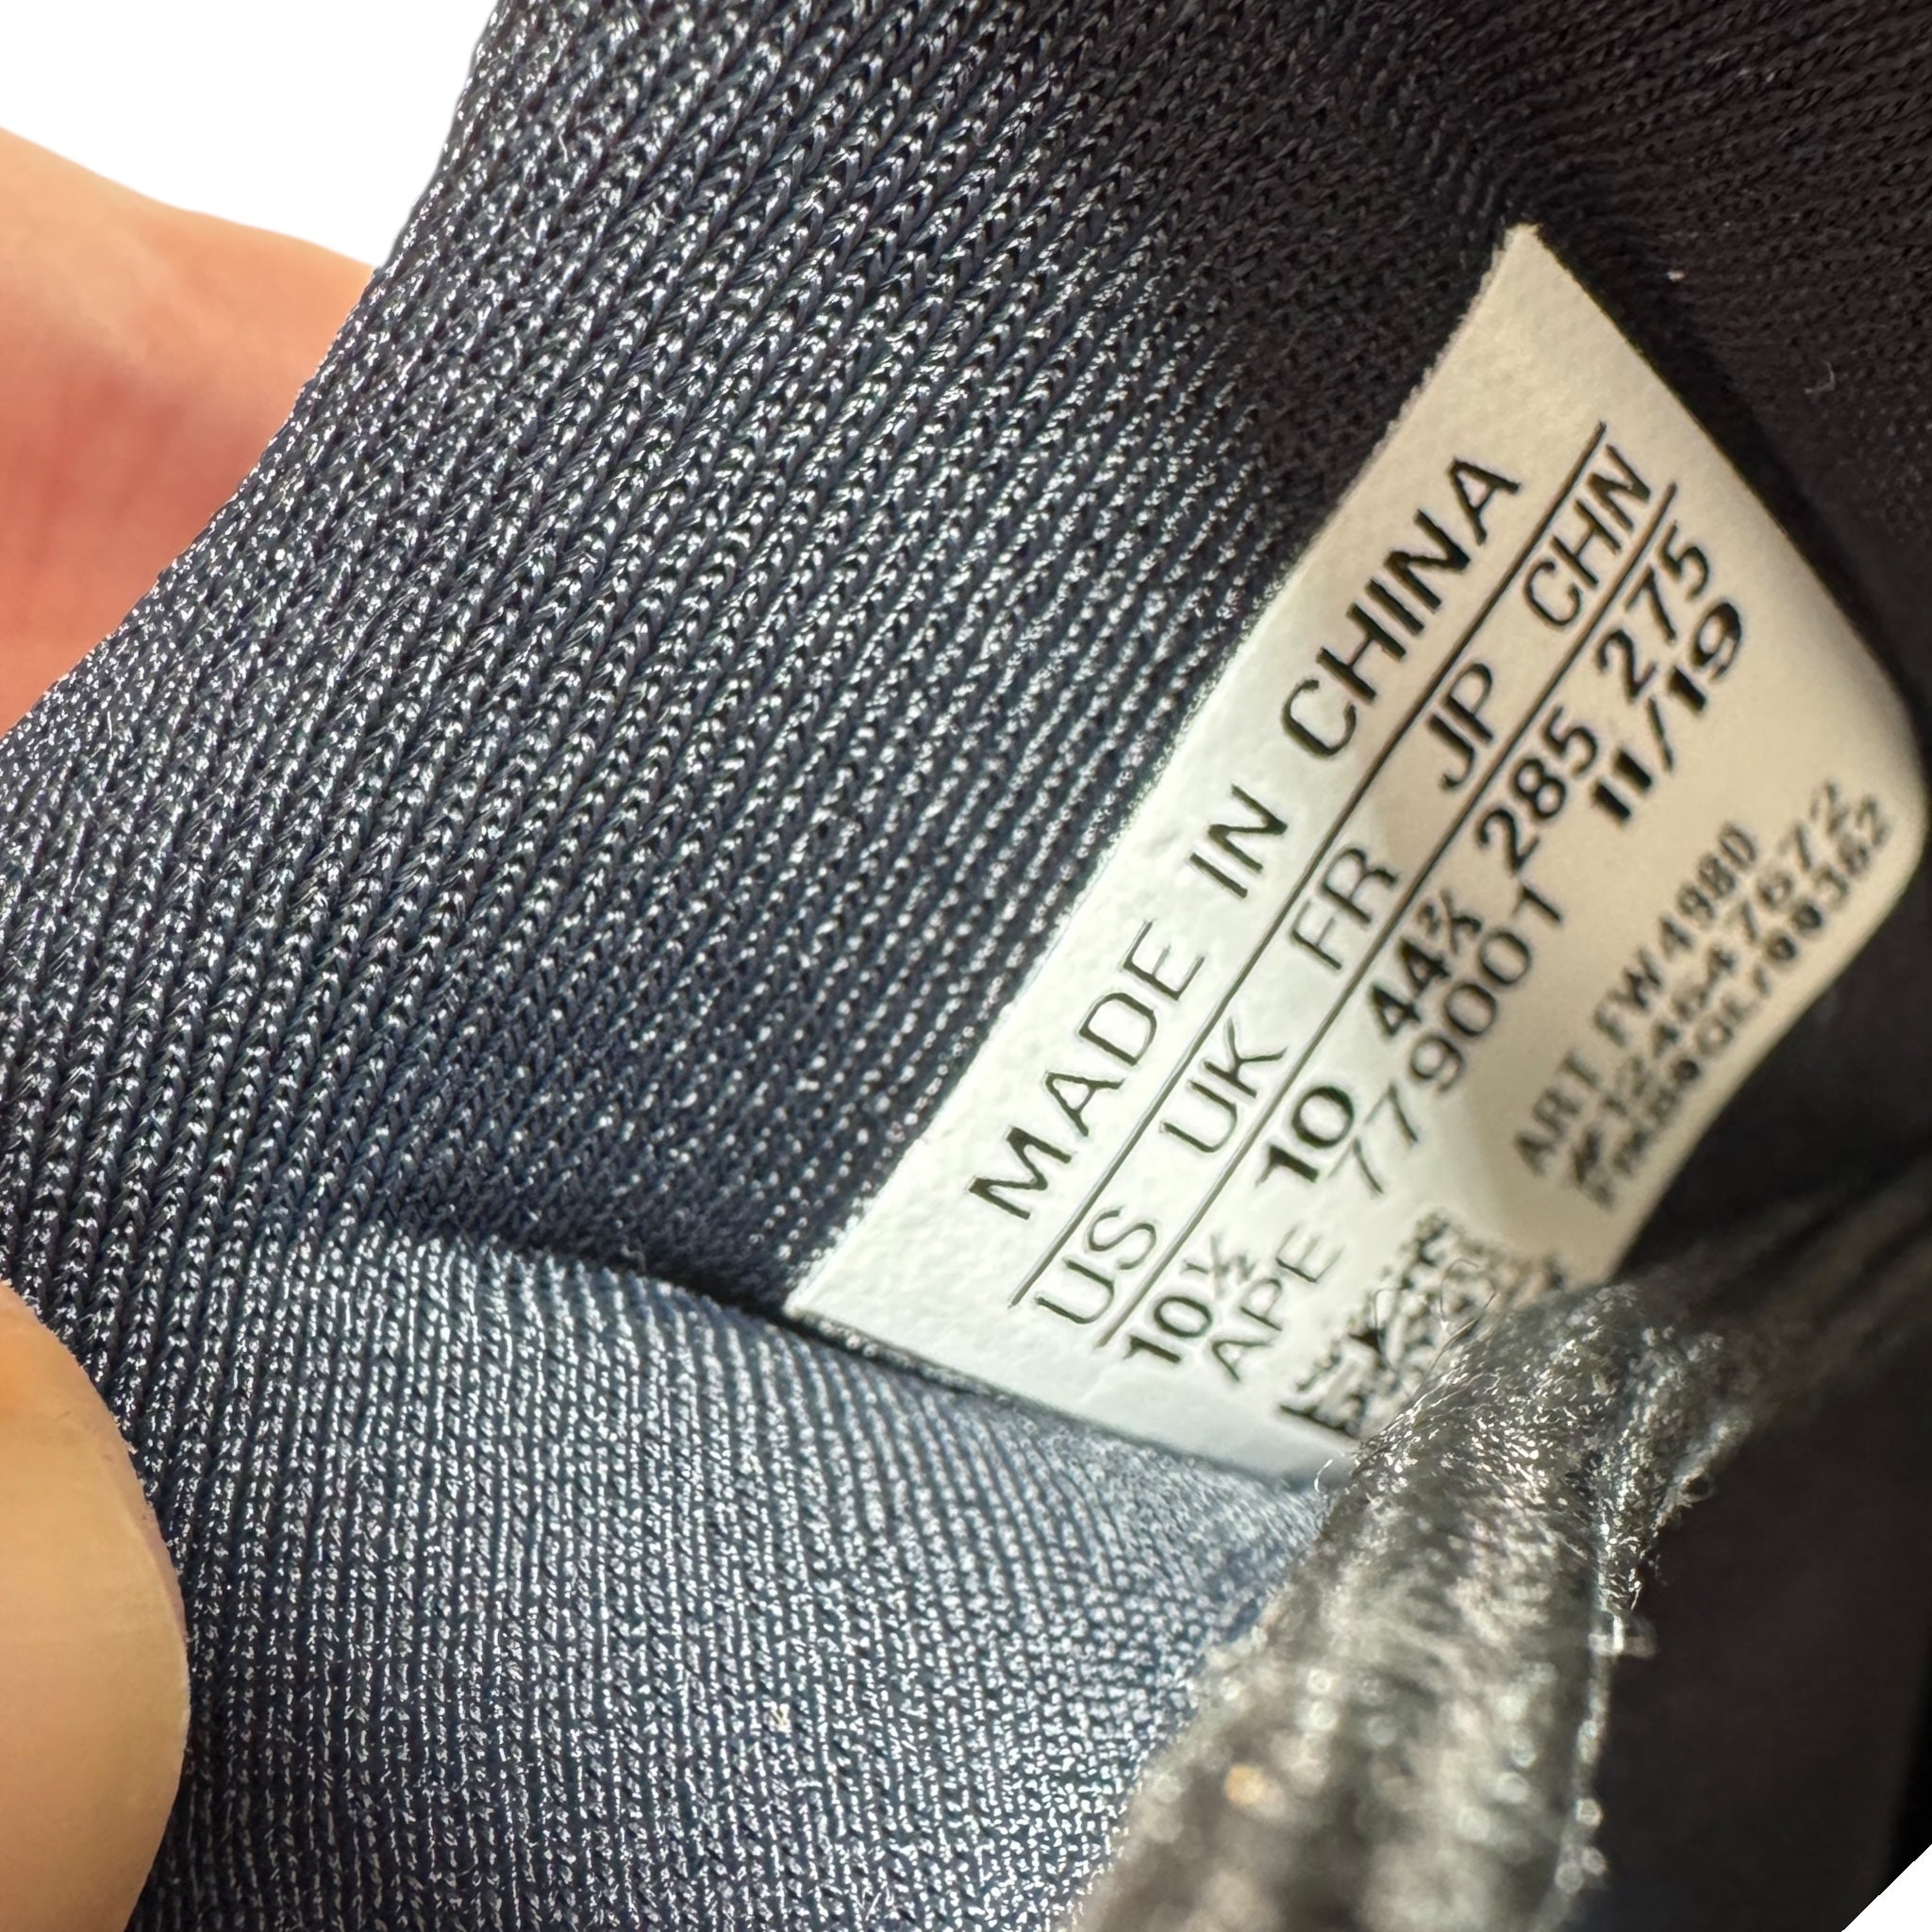 MADE IN CHINA
US UK FR JP CHN
10½ 10 44⅔ 285 275
APE 779001 11/19
ART FW4980